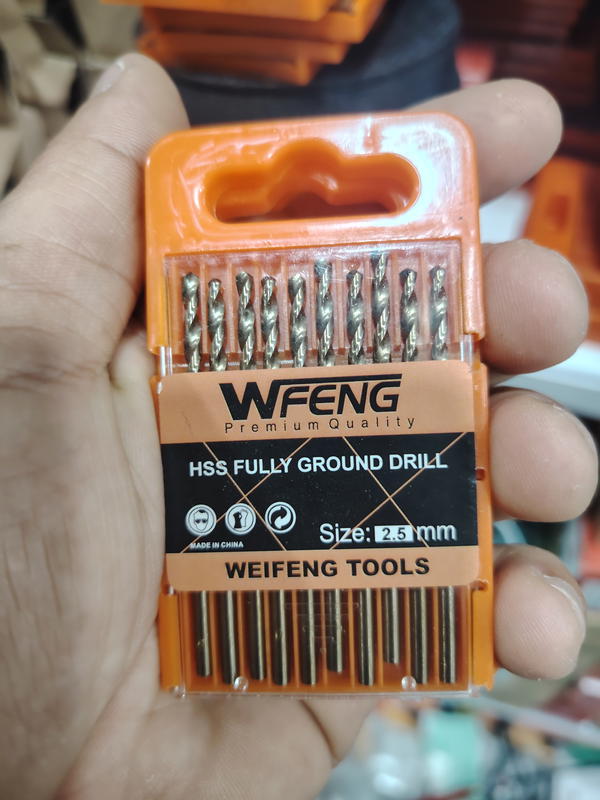 WFENG
Premium Quality
HSS FULLY GROUND DRILL
Size: 2.5 mm
MADE IN CHINA
WEIFENG TOOLS